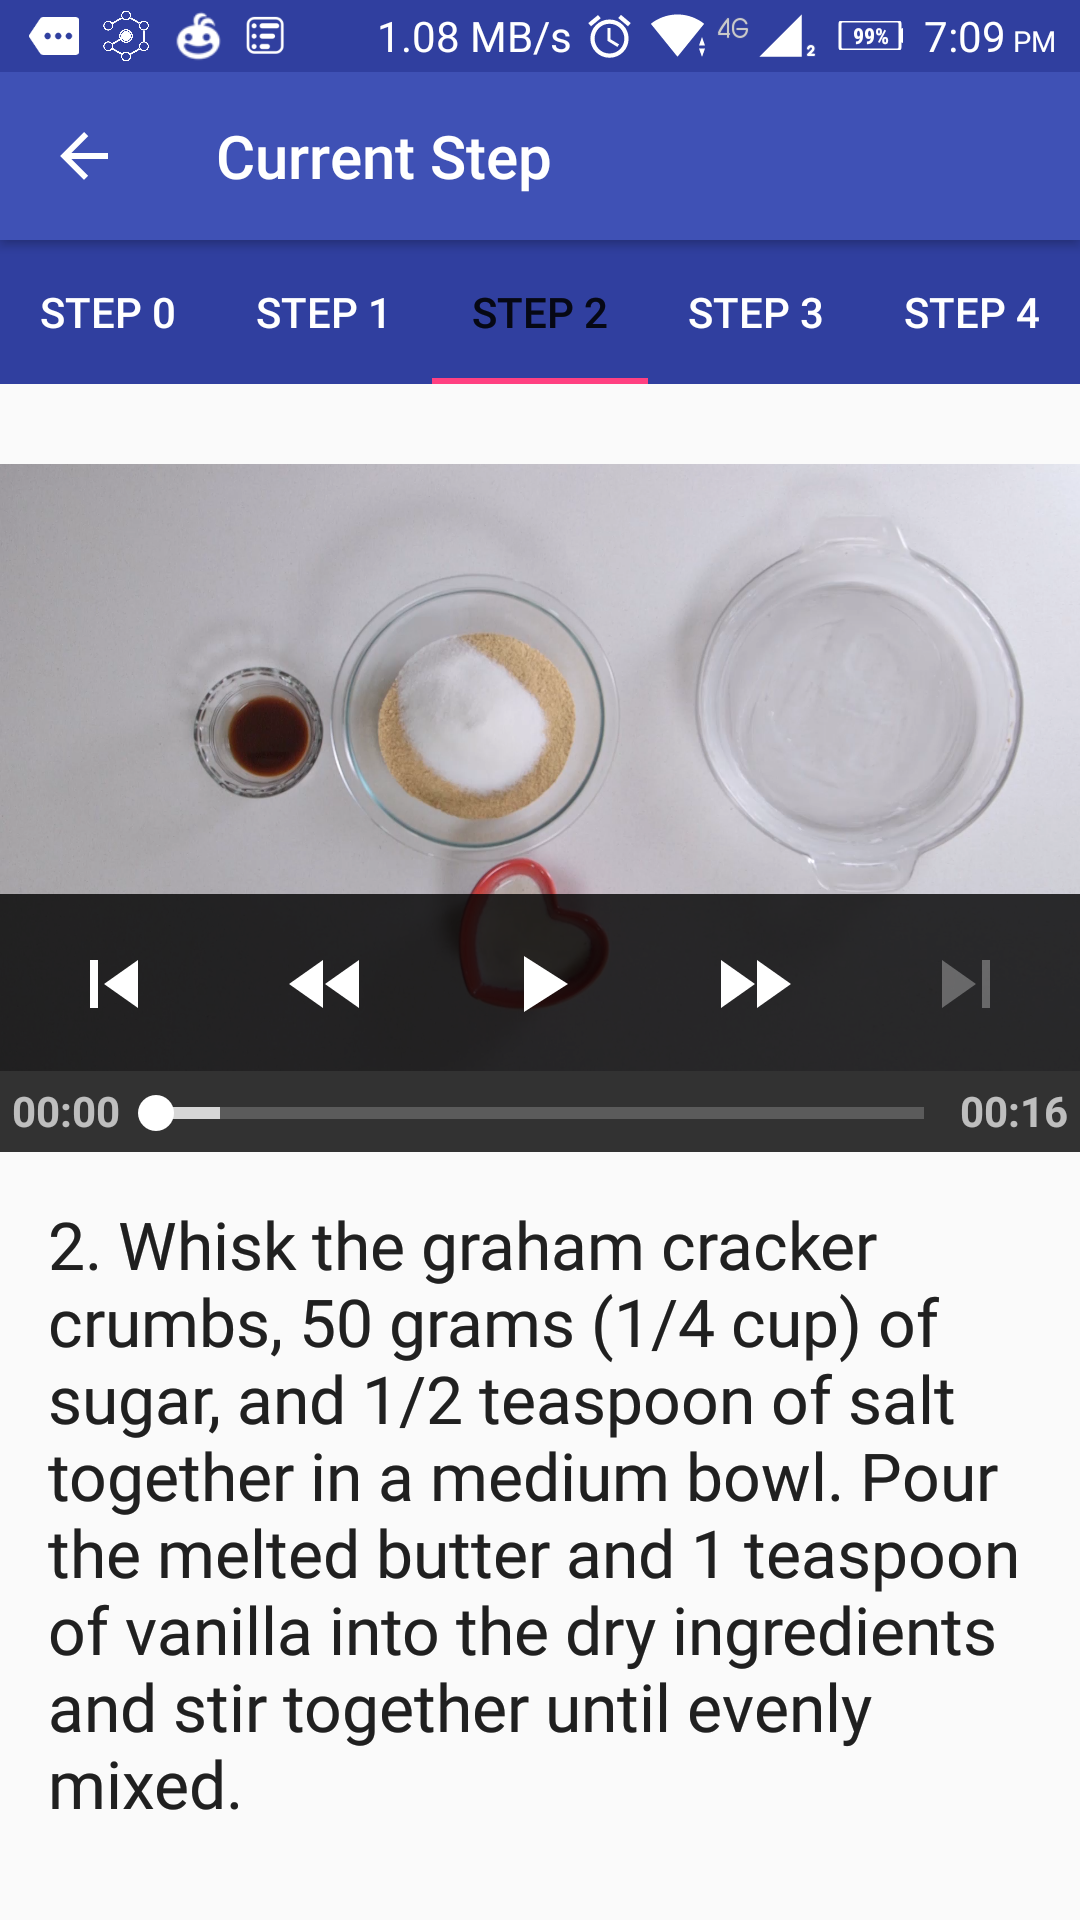 1.08 MB/s 4G 2 99% 7:09 PM
Current Step
STEP 0 STEP 1 STEP 2 STEP 3 STEP 4
00:00 00:16
2. Whisk the graham cracker
crumbs, 50 grams (1/4 cup) of
sugar, and 1/2 teaspoon of salt
together in a medium bowl. Pour
the melted butter and 1 teaspoon
of vanilla into the dry ingredients
and stir together until evenly
mixed.